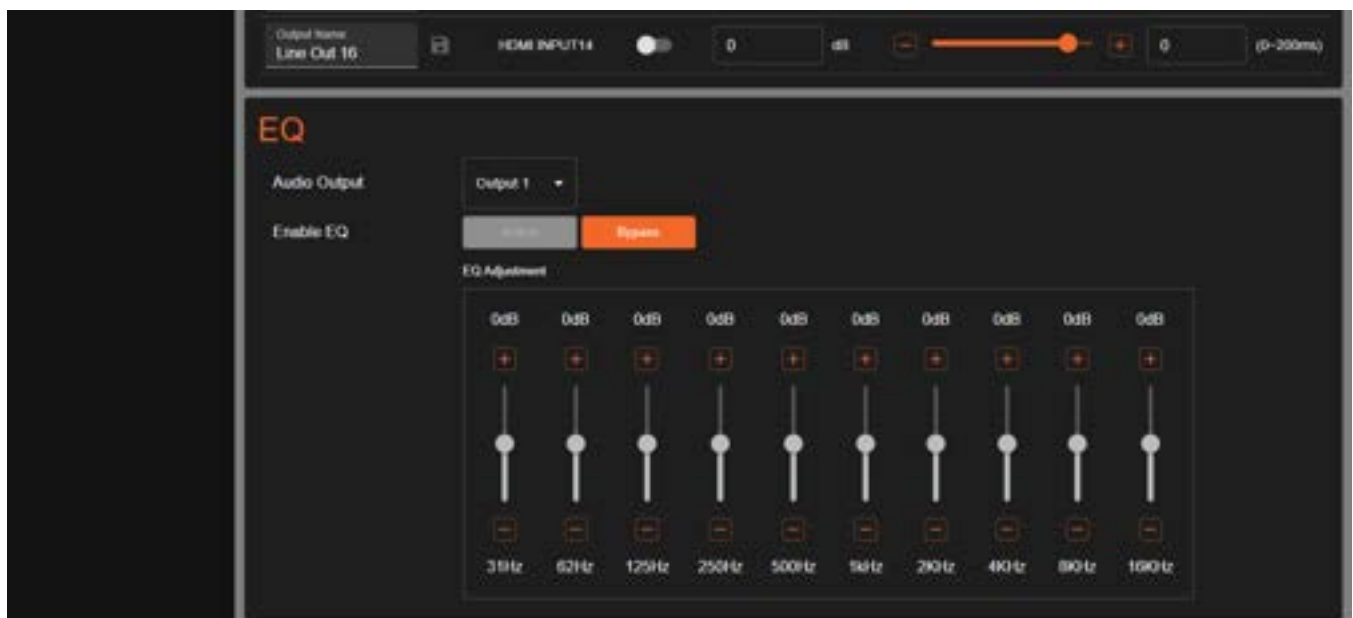 Output Name
Line Out 16
HDMI INPUT14
0
dB
0
(0~200ms)
EQ
Audio Output
Output 1
Enable EQ
Bypass
EQ Adjustment
0dB 0dB 0dB 0dB 0dB 0dB 0dB 0dB 0dB 0dB
31Hz 62Hz 125Hz 250Hz 500Hz 1kHz 2KHz 4KHz 8KHz 16KHz